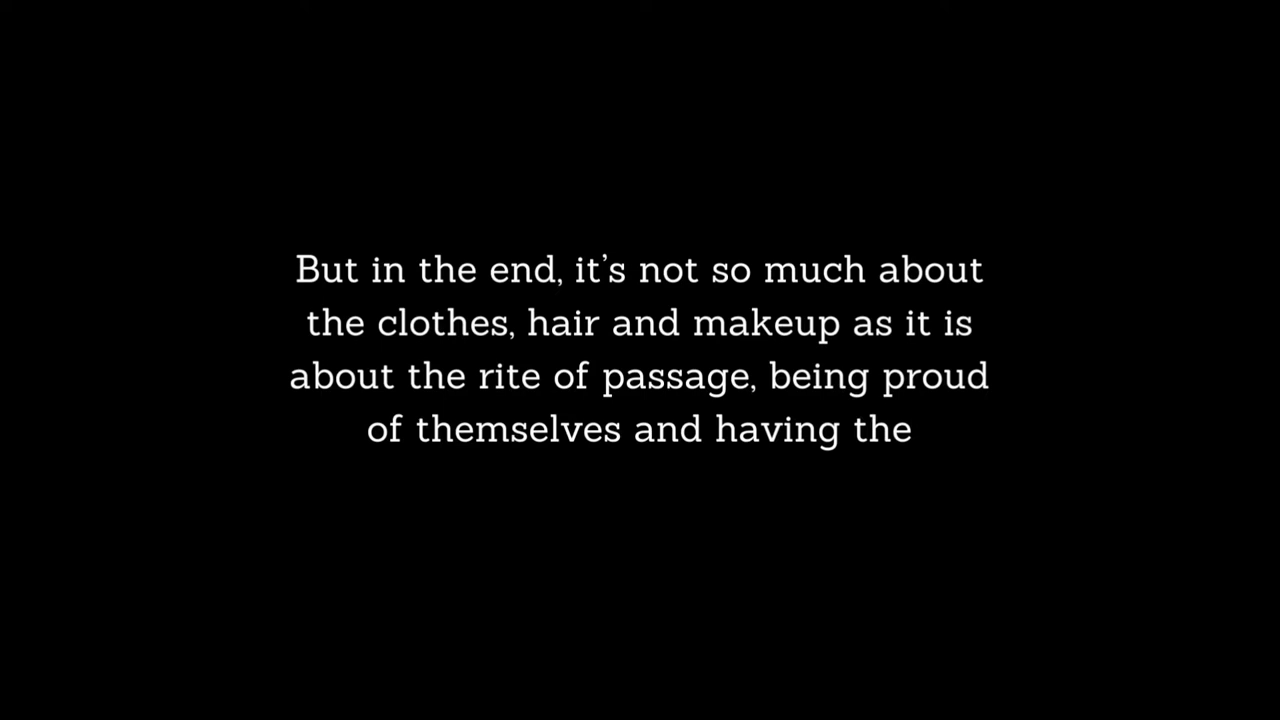 But in the end, it’s not so much about
the clothes, hair and makeup as it is
about the rite of passage, being proud
of themselves and having the